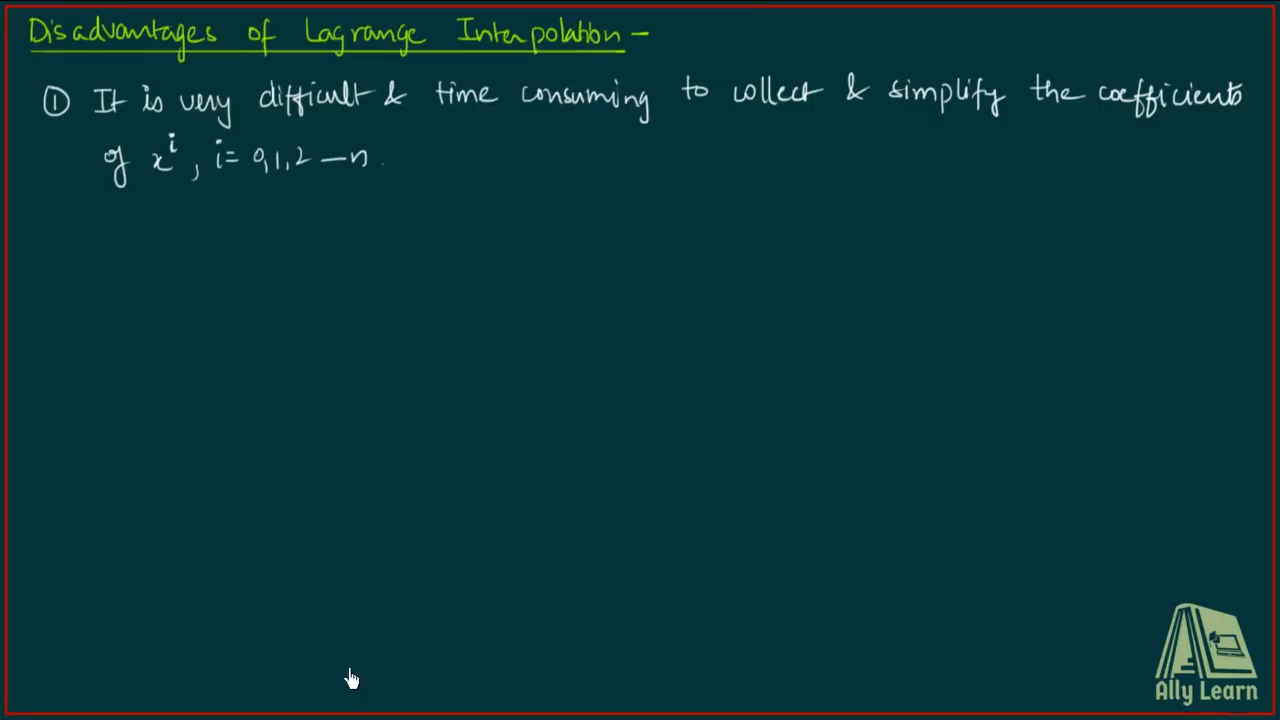 Disadvantages of Lagrange Interpolation -
① It is very difficult & time consuming to collect & simplify the coefficients
of xⁱ, i = 0,1,2 — n.
Ally Learn